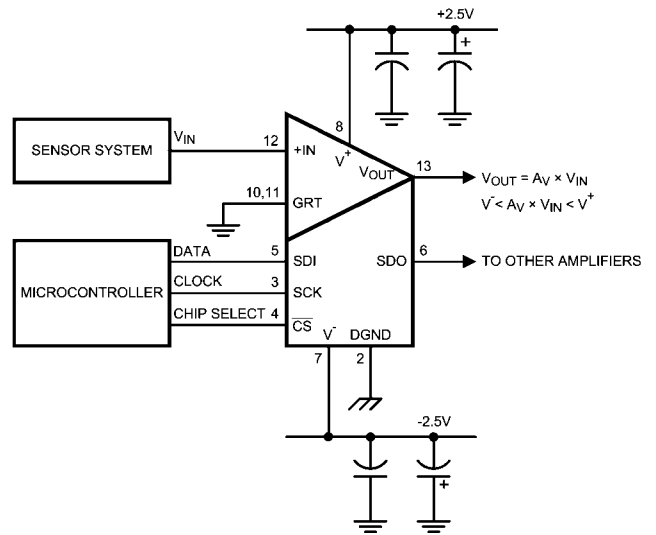 +2.5V
+
8
SENSOR SYSTEM
VIN
12
+IN
V+
VOUT
13
VOUT = AV × VIN
V- < AV × VIN < V+
10,11
GRT
MICROCONTROLLER
DATA
5
SDI
SDO
6
TO OTHER AMPLIFIERS
CLOCK
3
SCK
CHIP SELECT
4
CS
V-
DGND
7
2
-2.5V
+